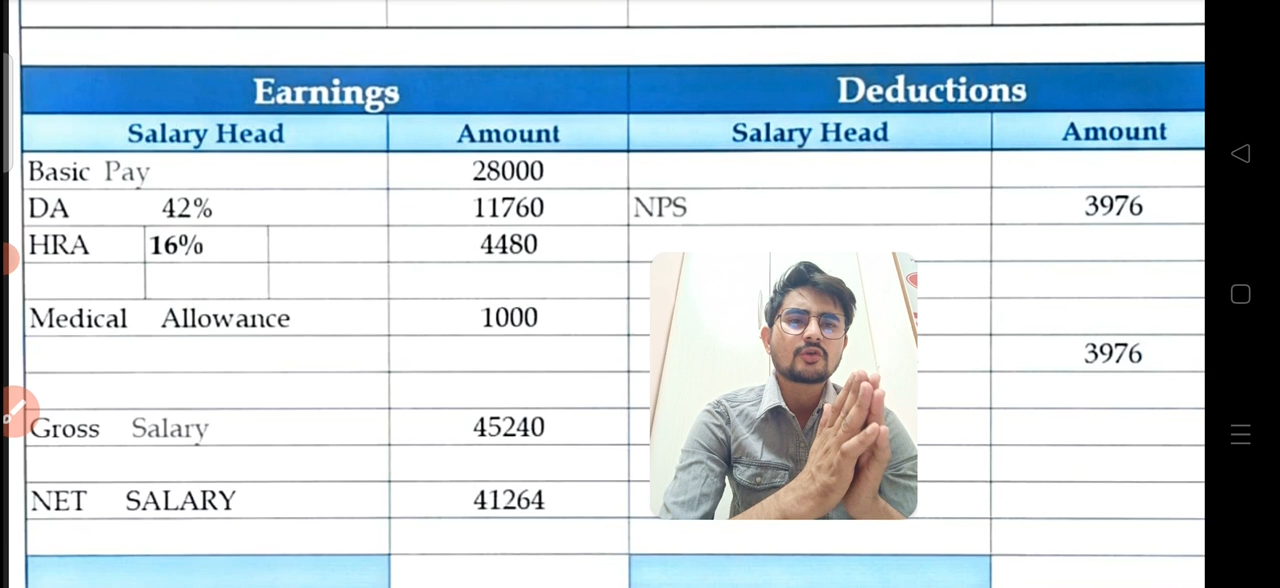 Earnings Deductions
Salary Head Amount Salary Head Amount
Basic Pay 28000
DA 42% 11760 NPS 3976
HRA 16% 4480
Medical Allowance 1000
3976
Gross Salary 45240
NET SALARY 41264